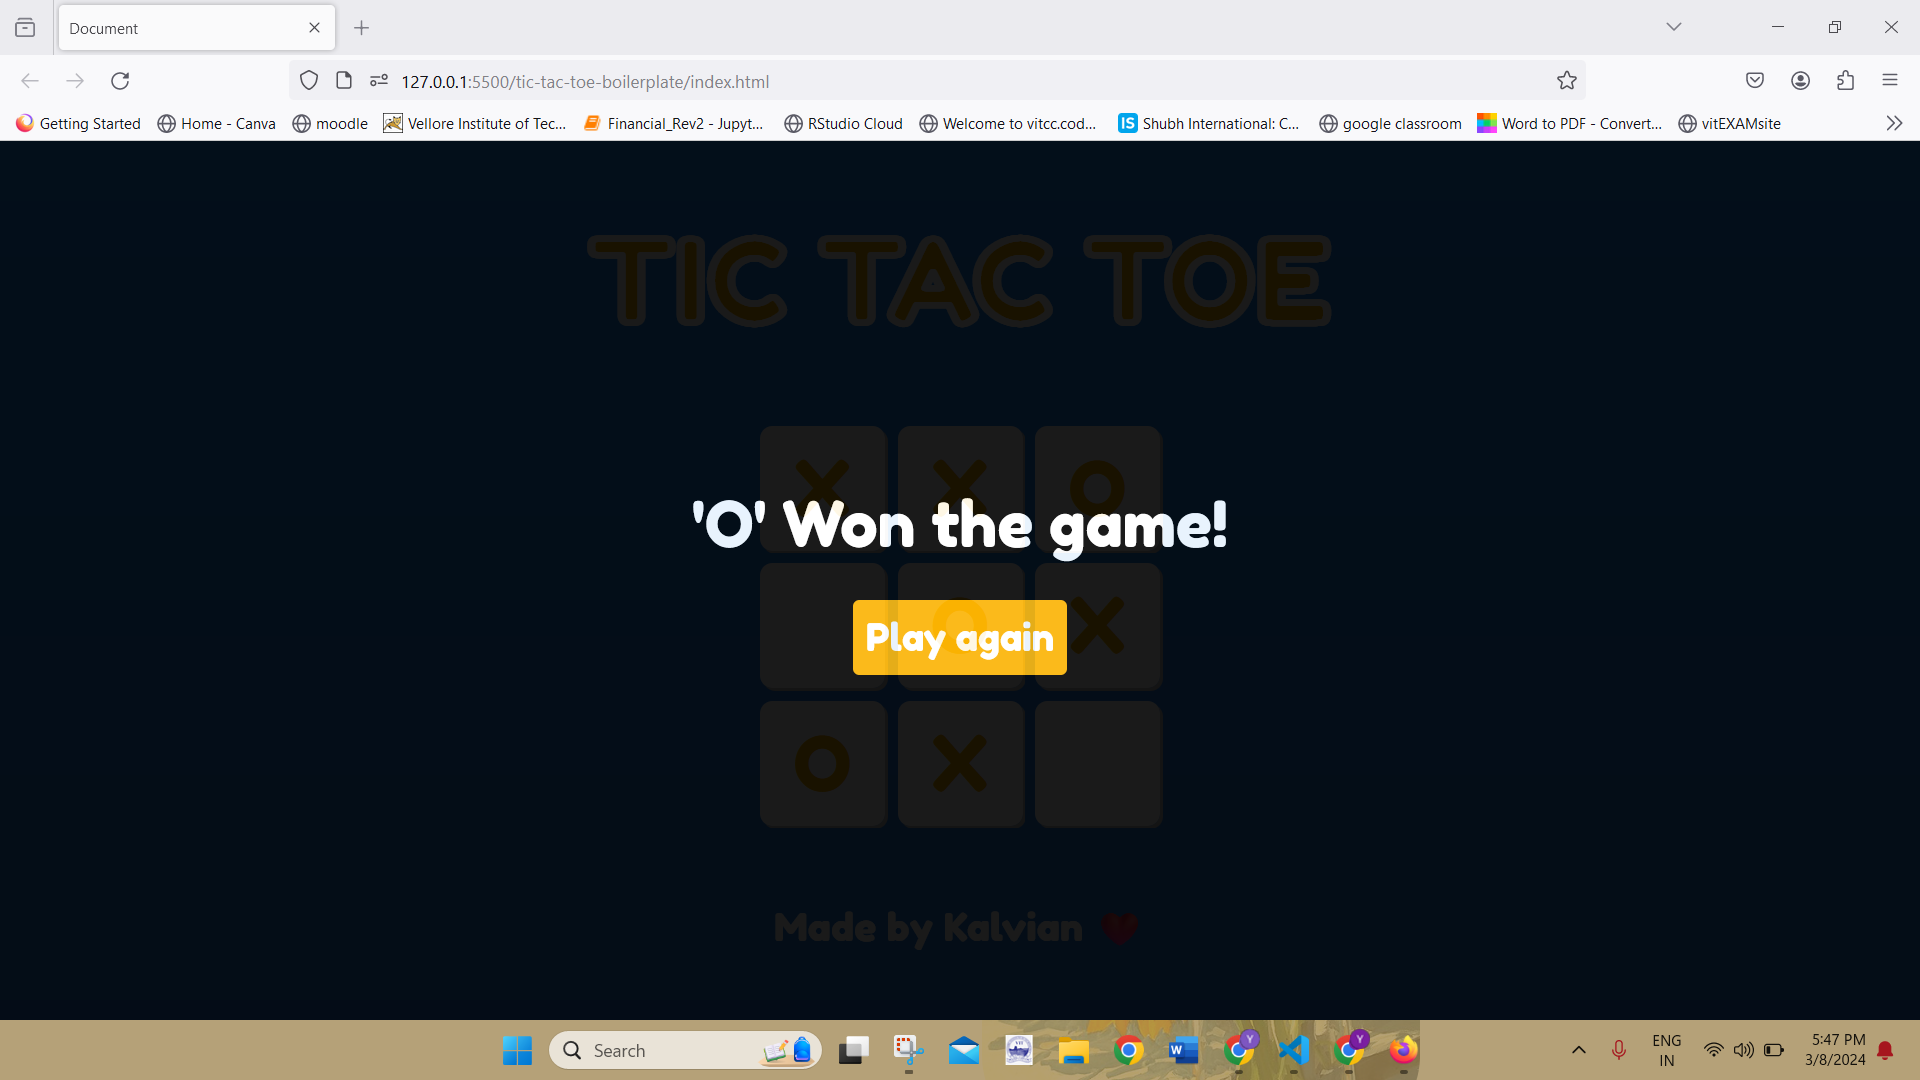 Document
127.0.0.1:5500/tic-tac-toe-boilerplate/index.html
Getting Started Home - Canva moodle Vellore Institute of Tec... Financial_Rev2 - Jupyt... RStudio Cloud Welcome to vitcc.cod... IS Shubh International: C... google classroom Word to PDF - Convert... vitEXAMsite
TIC TAC TOE
X X O
'O' Won the game!
O X
Play again
O X
Made by Kalvian
Search
W
Y
Y
ENG
IN
5:47 PM
3/8/2024